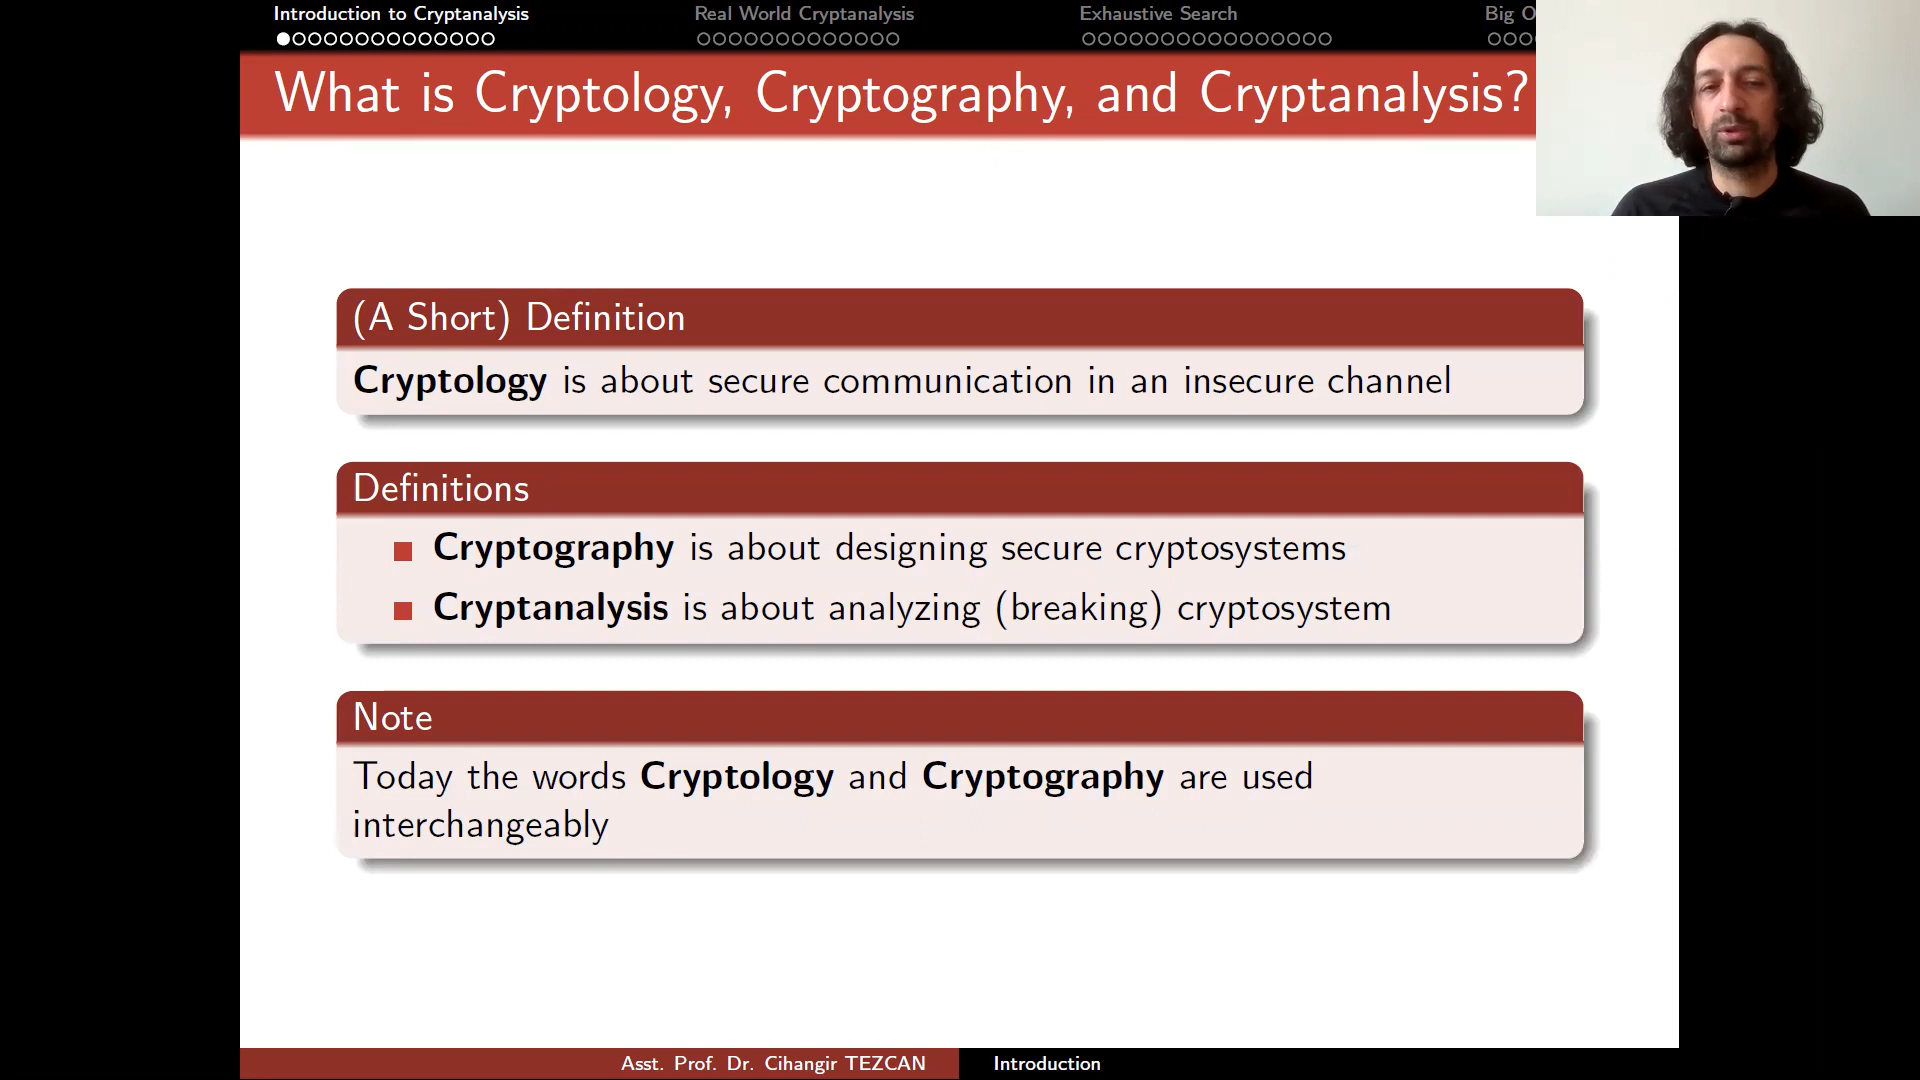 Introduction to Cryptanalysis
Real World Cryptanalysis
Exhaustive Search
Big O
What is Cryptology, Cryptography, and Cryptanalysis?
(A Short) Definition
Cryptology is about secure communication in an insecure channel
Definitions
Cryptography is about designing secure cryptosystems
Cryptanalysis is about analyzing (breaking) cryptosystem
Note
Today the words Cryptology and Cryptography are used
interchangeably
Asst. Prof. Dr. Cihangir TEZCAN
Introduction